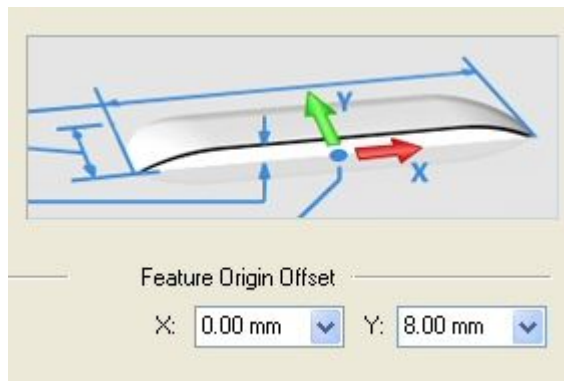 Y
X
Feature Origin Offset
X: 0.00 mm Y: 8.00 mm